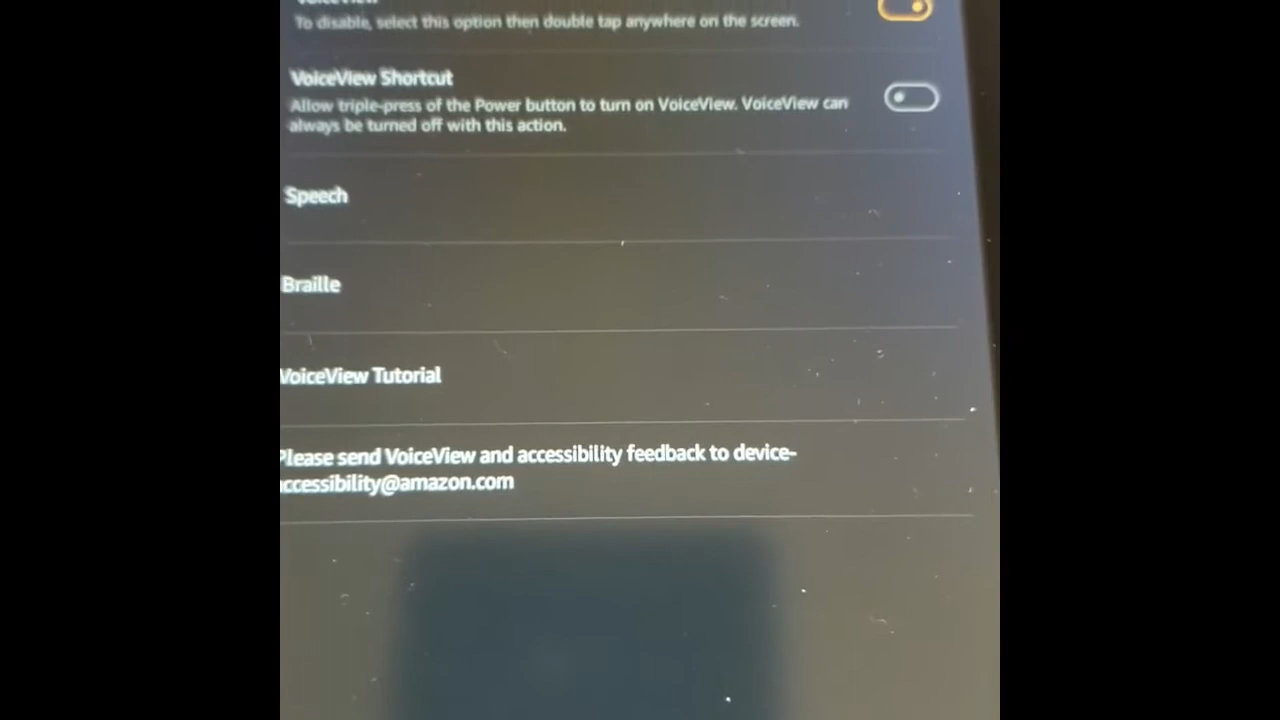 VoiceView
To disable, select this option then double tap anywhere on the screen.
VoiceView Shortcut
Allow triple-press of the Power button to turn on VoiceView. VoiceView can
always be turned off with this action.
Speech
Braille
VoiceView Tutorial
Please send VoiceView and accessibility feedback to device-
accessibility@amazon.com